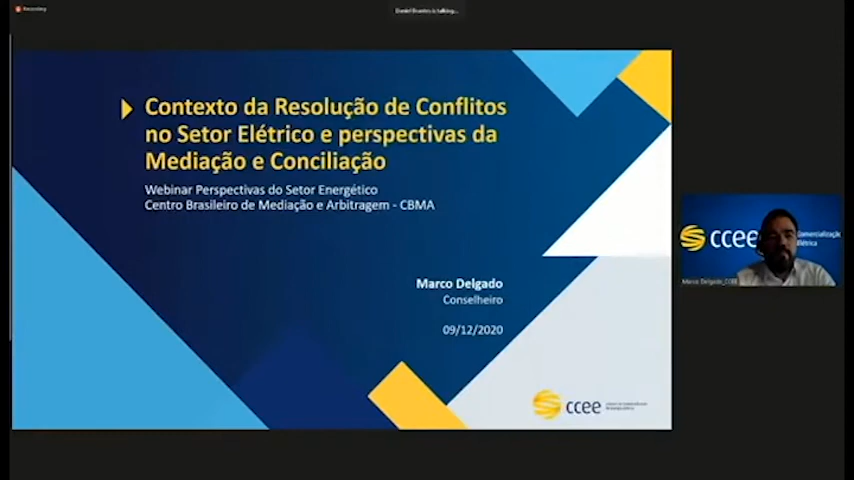 Recording
is talking...
Contexto da Resolução de Conflitos
no Setor Elétrico e perspectivas da
Mediação e Conciliação
Webinar Perspectivas do Setor Energético
Centro Brasileiro de Mediação e Arbitragem - CBMA
Marco Delgado
Conselheiro
09/12/2020
ccee
ccee
Comercialização
Elétrica
Marco Delgado_CCEE